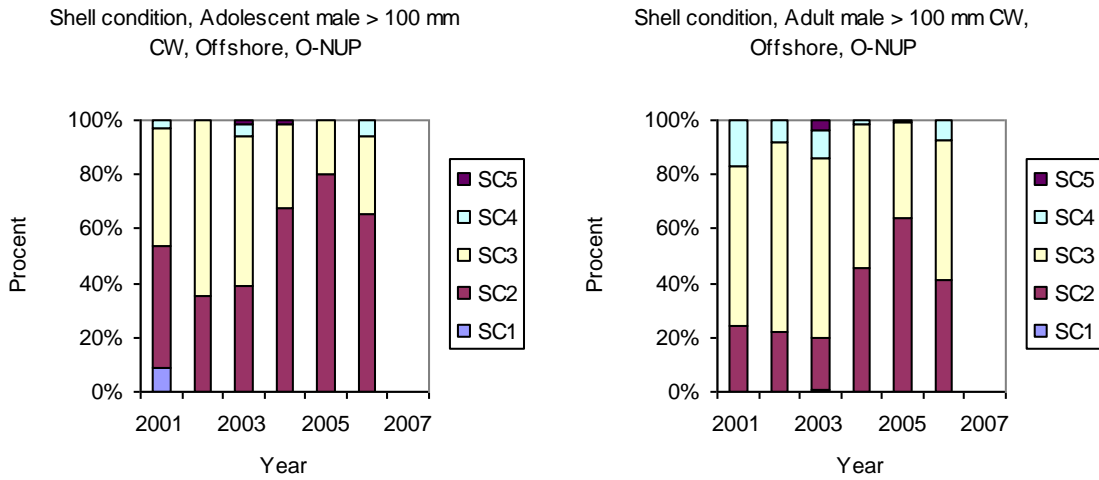 Shell condition, Adolescent male > 100 mm
CW, Offshore, O-NUP
100%
80%
60%
40%
20%
0%
Procent
2001 2003 2005 2007
Year
SC5
SC4
SC3
SC2
SC1
Shell condition, Adult male > 100 mm CW,
Offshore, O-NUP
100%
80%
60%
40%
20%
0%
Procent
2001 2003 2005 2007
Year
SC5
SC4
SC3
SC2
SC1